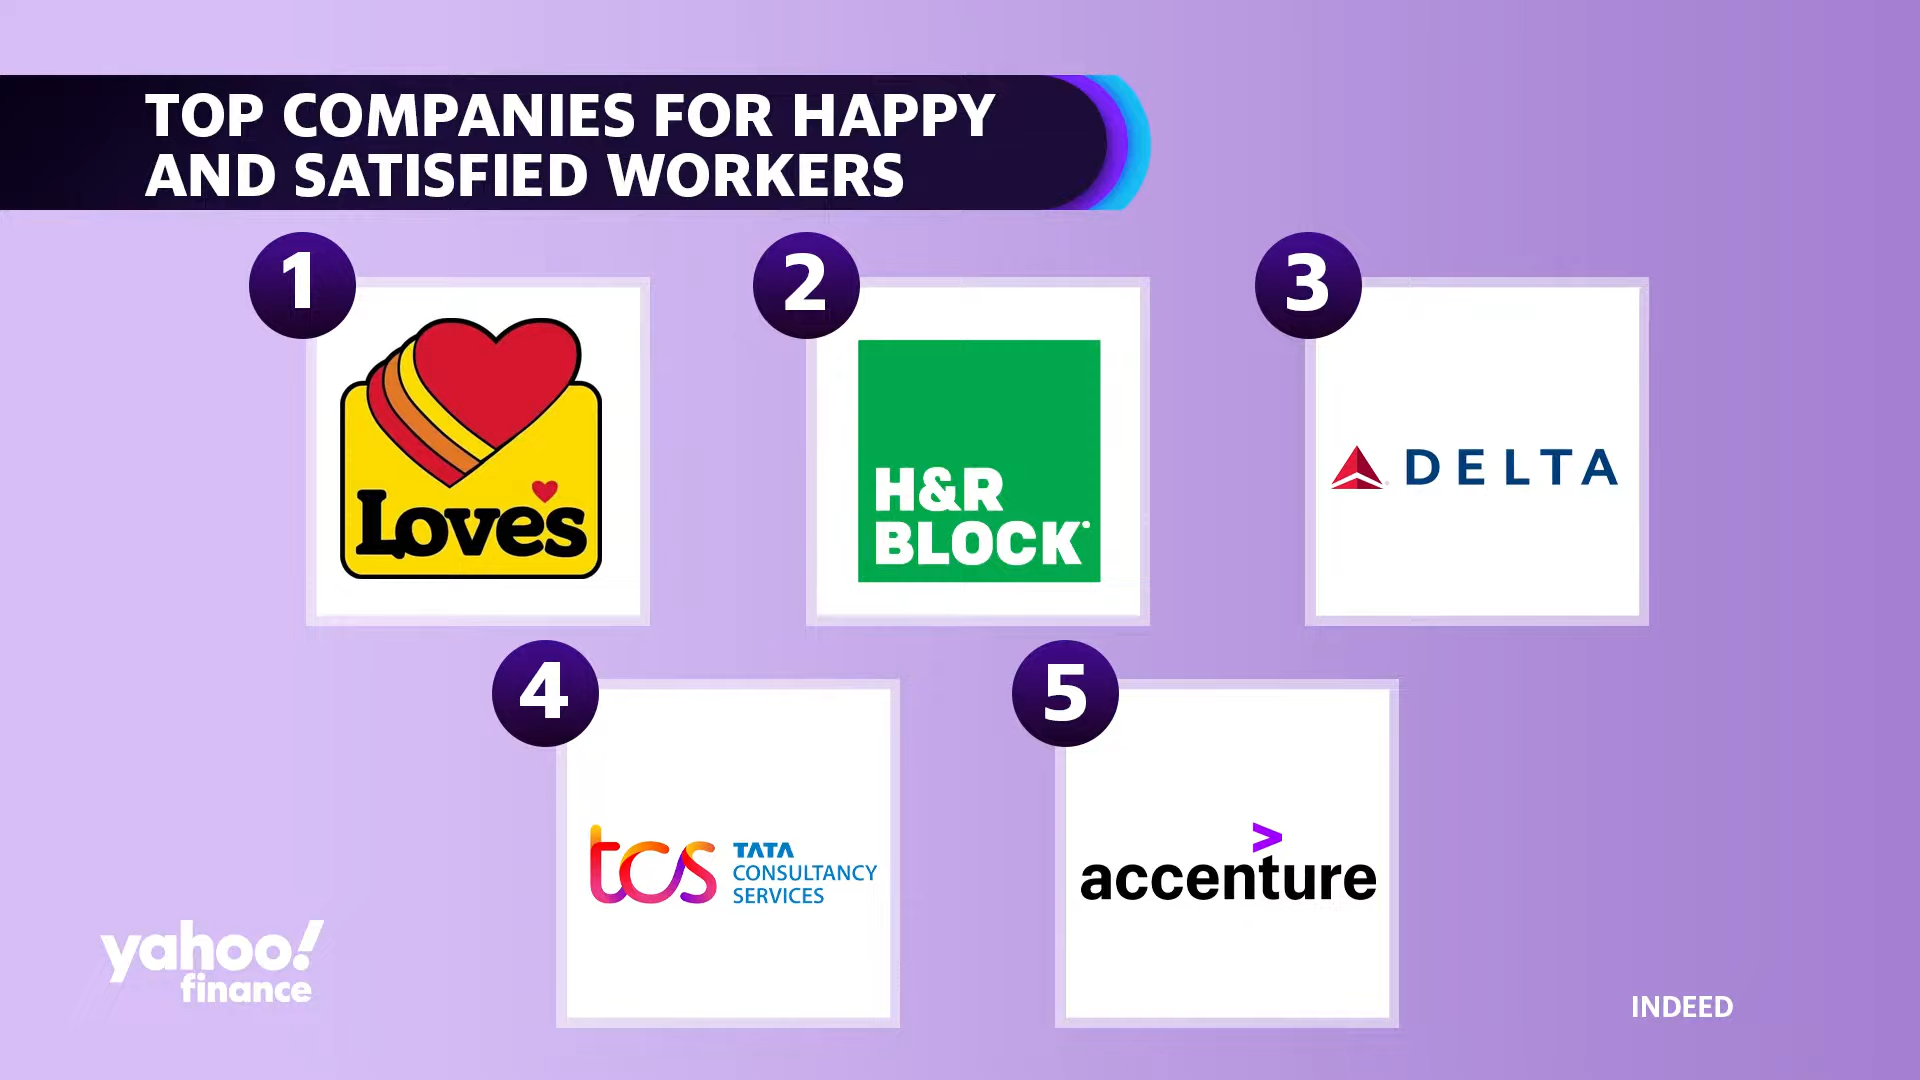 TOP COMPANIES FOR HAPPY
AND SATISFIED WORKERS
1
Love's
2
H&R
BLOCK
3
DELTA
4
tcs TATA
CONSULTANCY
SERVICES
5
>
accenture
yahoo!
finance
INDEED